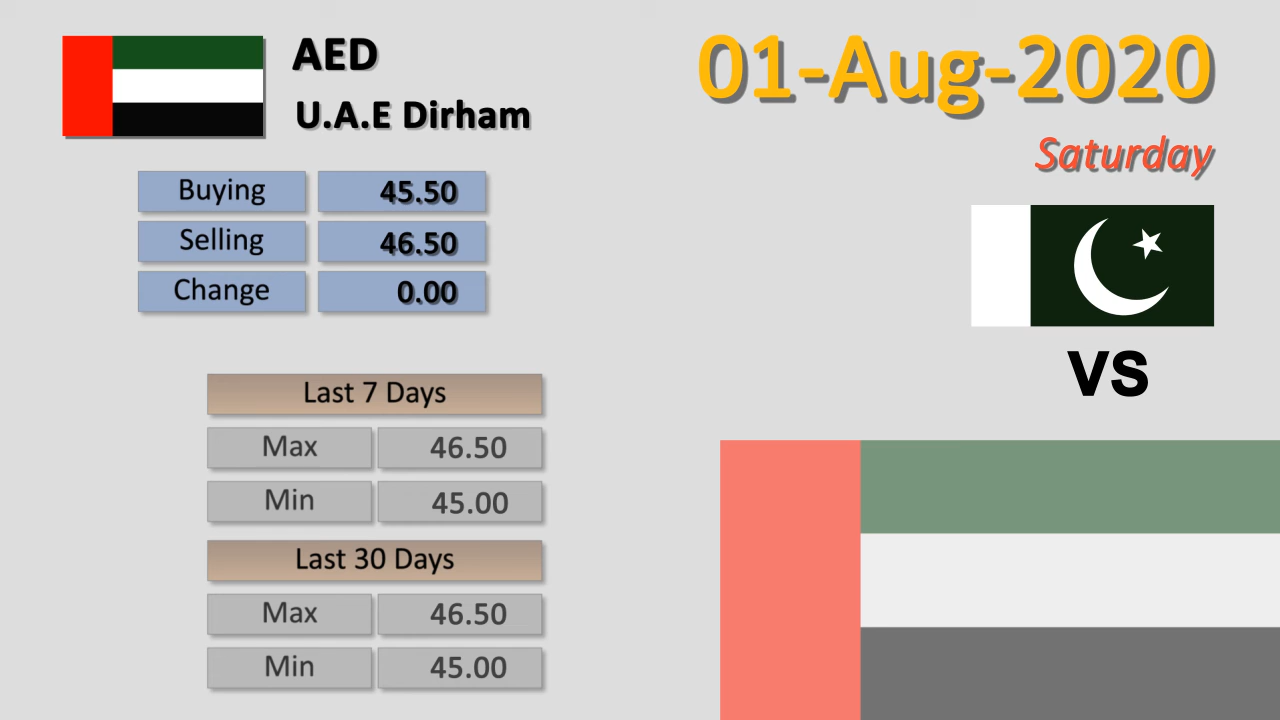 AED
U.A.E Dirham
01-Aug-2020
Saturday
Buying 45.50
Selling 46.50
Change 0.00
VS
Last 7 Days
Max 46.50
Min 45.00
Last 30 Days
Max 46.50
Min 45.00